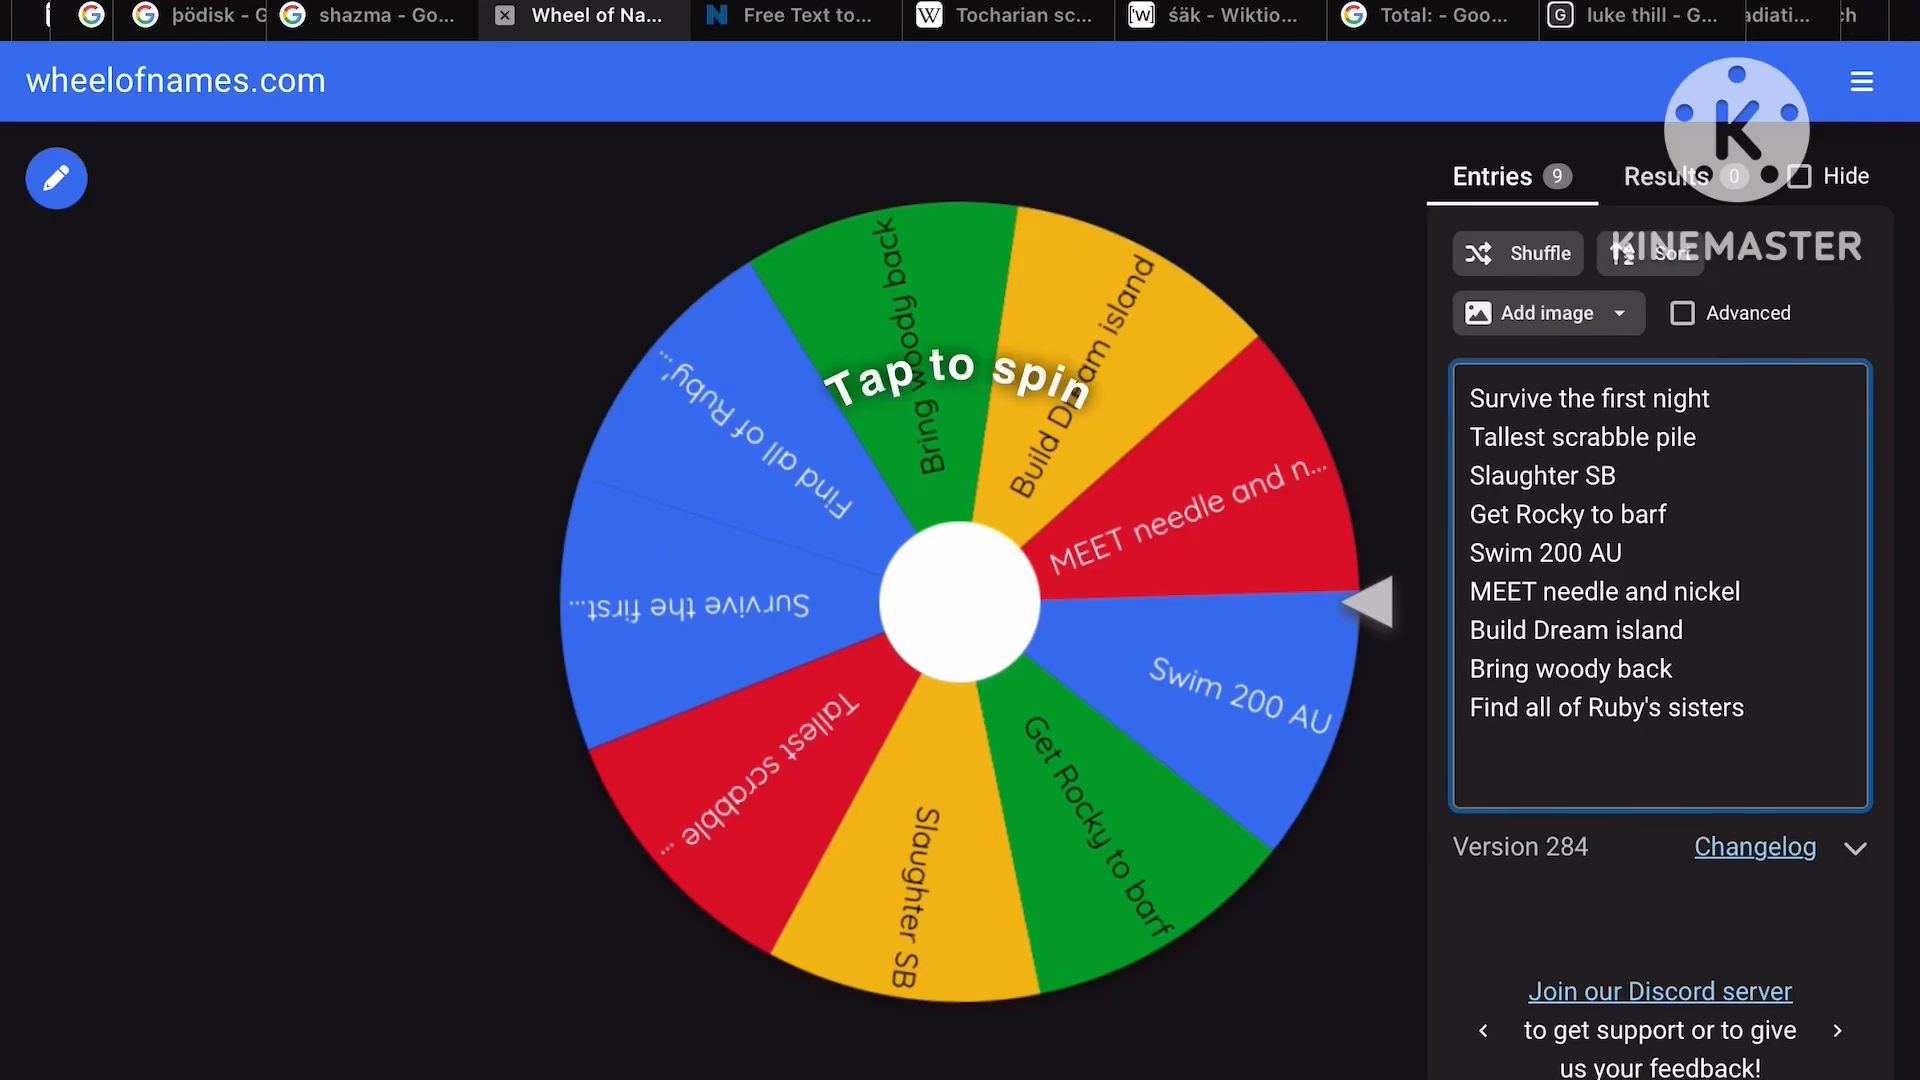 þödisk - G
shazma - Go...
Wheel of Na...
Free Text to...
Tocharian sc...
śäk - Wiktio...
Total: - Goo...
luke thill - G...
adiati...
wheelofnames.com
Entries 9
Results 0
Hide
K
KINEMASTER
Shuffle
Sort
Add image
Advanced
Survive the first night
Tallest scrabble pile
Slaughter SB
Get Rocky to barf
Swim 200 AU
MEET needle and nickel
Build Dream island
Bring woody back
Find all of Ruby's sisters
Tap to spin
Bring woody back
Build Dream island
MEET needle and n...
Swim 200 AU
Get Rocky to barf
Slaughter SB
Tallest scrabble ...
Survive the first...
Find all of Ruby'...
Version 284
Changelog
Join our Discord server
to get support or to give
us your feedback!